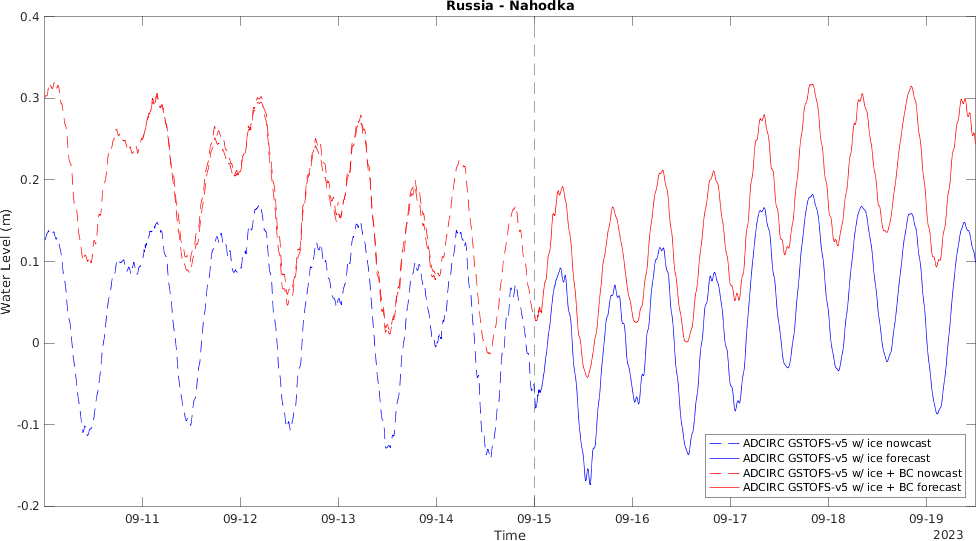 Russia - Nahodka
0.4
0.3
0.2
0.1
0
-0.1
-0.2
Water Level (m)
ADCIRC GSTOFS-v5 w/ ice nowcast
ADCIRC GSTOFS-v5 w/ ice forecast
ADCIRC GSTOFS-v5 w/ ice + BC nowcast
ADCIRC GSTOFS-v5 w/ ice + BC forecast
09-11 09-12 09-13 09-14 09-15 09-16 09-17 09-18 09-19
Time
2023